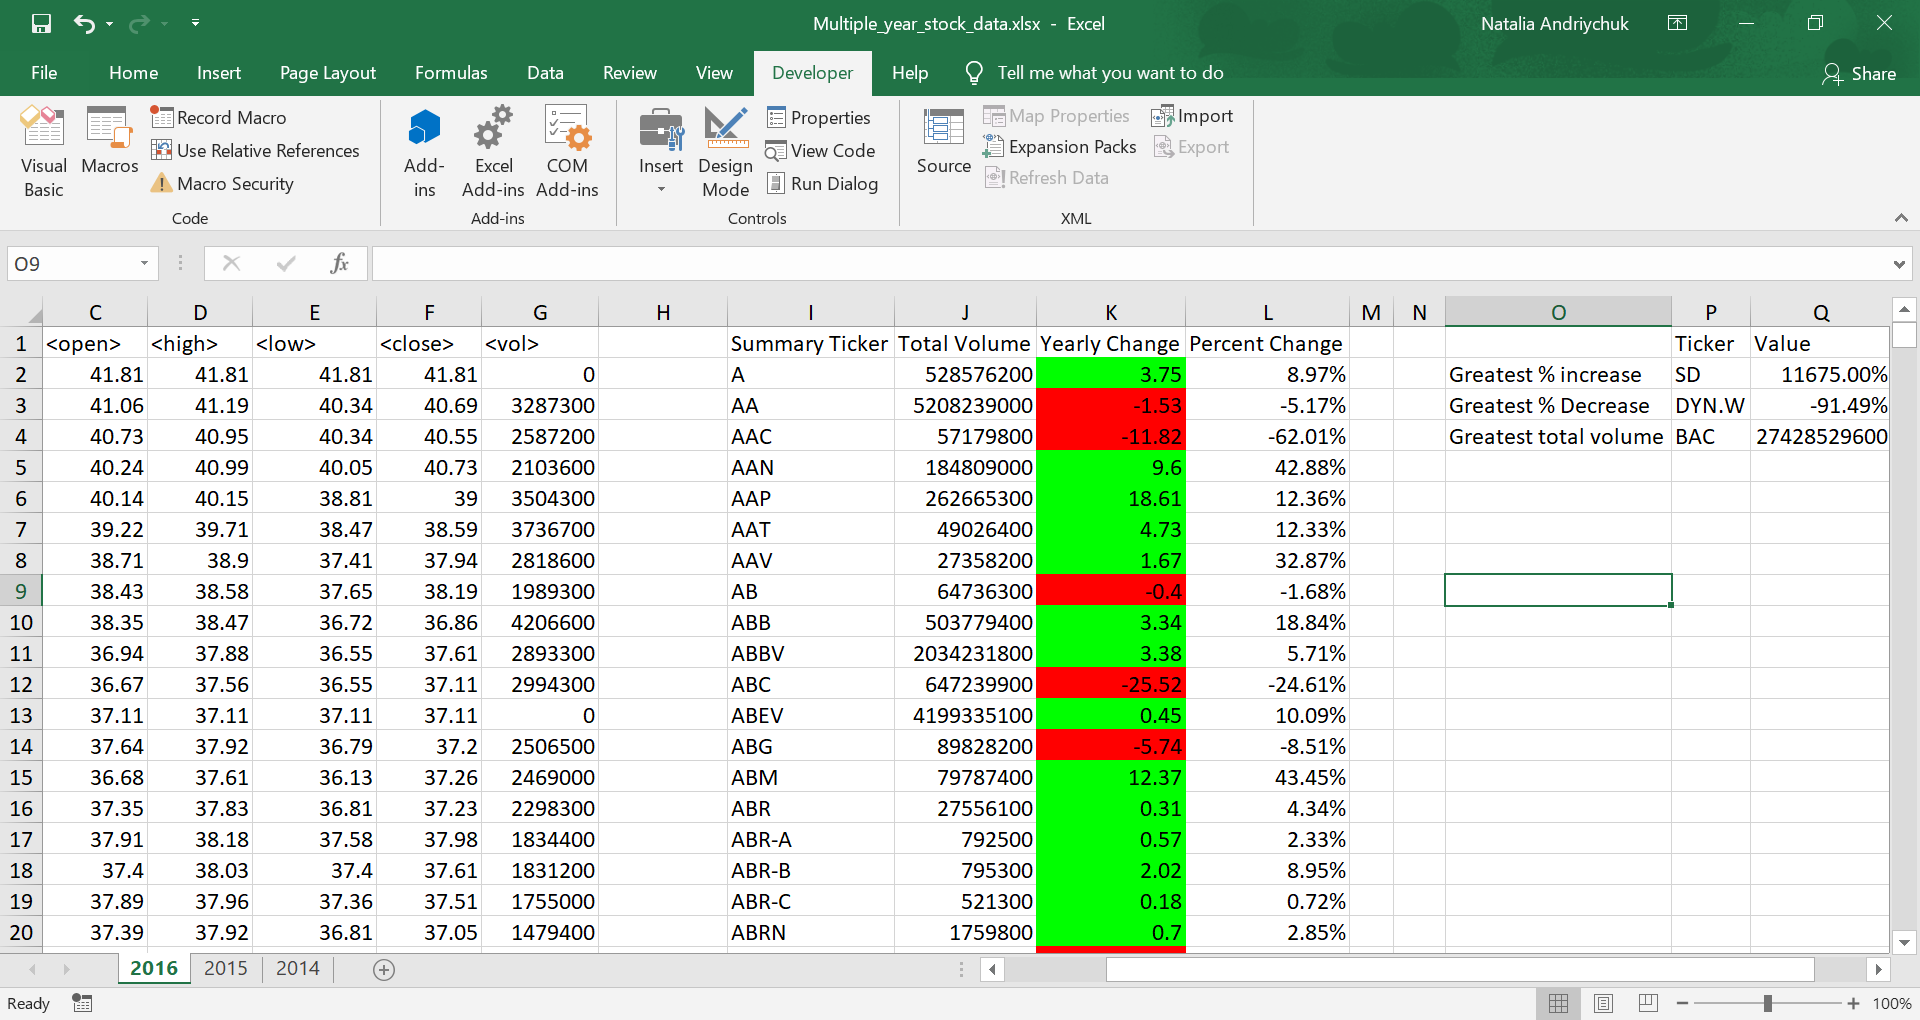 Multiple_year_stock_data.xlsx - Excel
Natalia Andriychuk
File Home Insert Page Layout Formulas Data Review View Developer Help Tell me what you want to do Share
Visual Basic
Macros
Record Macro
Use Relative References
Macro Security
Code
Add-ins
Excel Add-ins
COM Add-ins
Add-ins
Insert
Design Mode
Properties
View Code
Run Dialog
Controls
Source
Map Properties
Expansion Packs
Refresh Data
Import
Export
XML
O9 fx
C D E F G H I J K L M N O P Q
1 <open> <high> <low> <close> <vol> Summary Ticker Total Volume Yearly Change Percent Change Ticker Value
2 41.81 41.81 41.81 41.81 0 A 528576200 3.75 8.97% Greatest % increase SD 11675.00%
3 41.06 41.19 40.34 40.69 3287300 AA 5208239000 -1.53 -5.17% Greatest % Decrease DYN.W -91.49%
4 40.73 40.95 40.34 40.55 2587200 AAC 57179800 -11.82 -62.01% Greatest total volume BAC 27428529600
5 40.24 40.99 40.05 40.73 2103600 AAN 184809000 9.6 42.88%
6 40.14 40.15 38.81 39 3504300 AAP 262665300 18.61 12.36%
7 39.22 39.71 38.47 38.59 3736700 AAT 49026400 4.73 12.33%
8 38.71 38.9 37.41 37.94 2818600 AAV 27358200 1.67 32.87%
9 38.43 38.58 37.65 38.19 1989300 AB 64736300 -0.4 -1.68%
10 38.35 38.47 36.72 36.86 4206600 ABB 503779400 3.34 18.84%
11 36.94 37.88 36.55 37.61 2893300 ABBV 2034231800 3.38 5.71%
12 36.67 37.56 36.55 37.11 2994300 ABC 647239900 -25.52 -24.61%
13 37.11 37.11 37.11 37.11 0 ABEV 4199335100 0.45 10.09%
14 37.64 37.92 36.79 37.2 2506500 ABG 89828200 -5.74 -8.51%
15 36.68 37.61 36.13 37.26 2469000 ABM 79787400 12.37 43.45%
16 37.35 37.83 36.81 37.23 2298300 ABR 27556100 0.31 4.34%
17 37.91 38.18 37.58 37.98 1834400 ABR-A 792500 0.57 2.33%
18 37.4 38.03 37.4 37.61 1831200 ABR-B 795300 2.02 8.95%
19 37.89 37.96 37.36 37.51 1755000 ABR-C 521300 0.18 0.72%
20 37.39 37.92 36.81 37.05 1479400 ABRN 1759800 0.7 2.85%
2016 2015 2014
Ready 100%